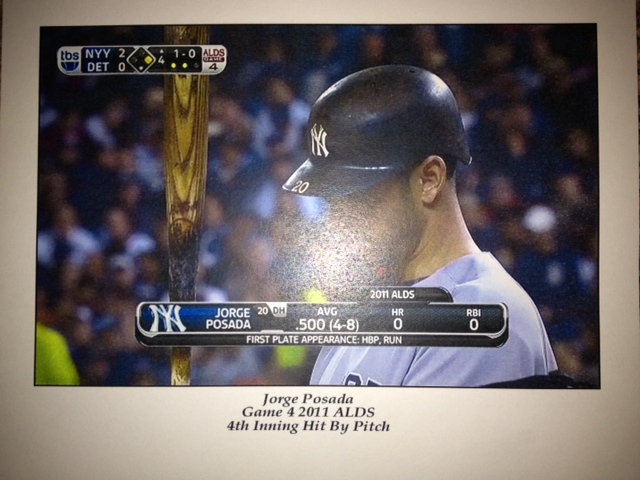 tbs NYY 2 4 1-0 ALDS
DET 0 GAME 4
NY
20
2011 ALDS
NY JORGE 20 DH AVG HR RBI
POSADA .500 (4-8) 0 0
FIRST PLATE APPEARANCE: HBP, RUN
Jorge Posada
Game 4 2011 ALDS
4th Inning Hit By Pitch